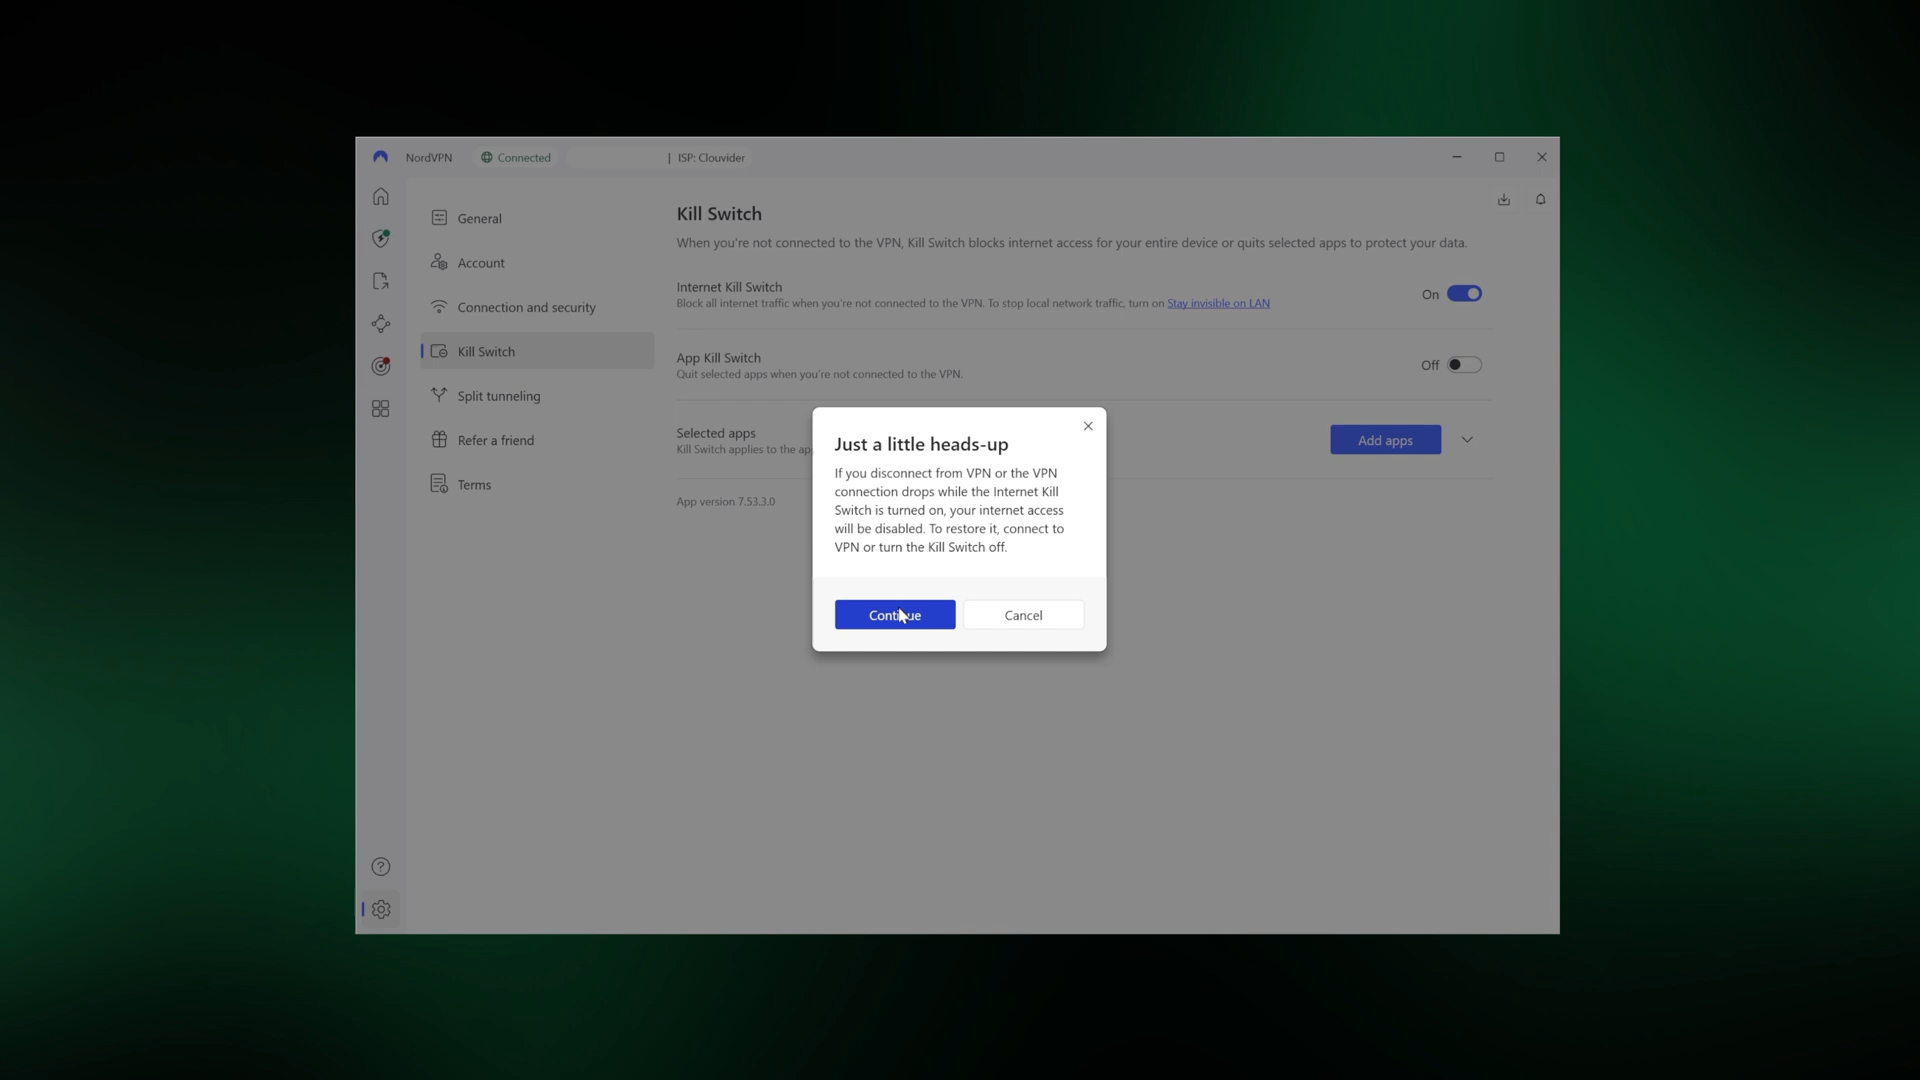 NordVPN
Connected
| ISP: Clouvider
General
Account
Connection and security
Kill Switch
Split tunneling
Refer a friend
Terms
Kill Switch
When you're not connected to the VPN, Kill Switch blocks internet access for your entire device or quits selected apps to protect your data.
Internet Kill Switch
Block all internet traffic when you're not connected to the VPN. To stop local network traffic, turn on Stay invisible on LAN
On
App Kill Switch
Quit selected apps when you're not connected to the VPN.
Off
Selected apps
Kill Switch applies to the
Add apps
App version 7.53.3.0
Just a little heads-up
If you disconnect from VPN or the VPN
connection drops while the Internet Kill
Switch is turned on, your internet access
will be disabled. To restore it, connect to
VPN or turn the Kill Switch off.
Continue
Cancel